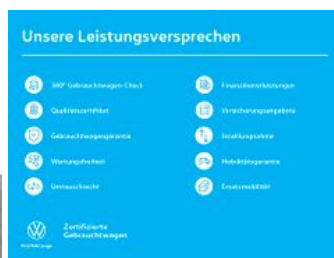 Unsere Leistungsversprechen
360° Gebrauchtwagen-Check
Qualitätszertifikat
Gebrauchtwagengarantie
Wartungsfreiheit
Umtauschrecht
Finanzdienstleistungen
Versicherungsangebote
Inzahlungnahme
Mobilitätsgarantie
Ersatzmobilität
Zertifizierte
Gebrauchtwagen